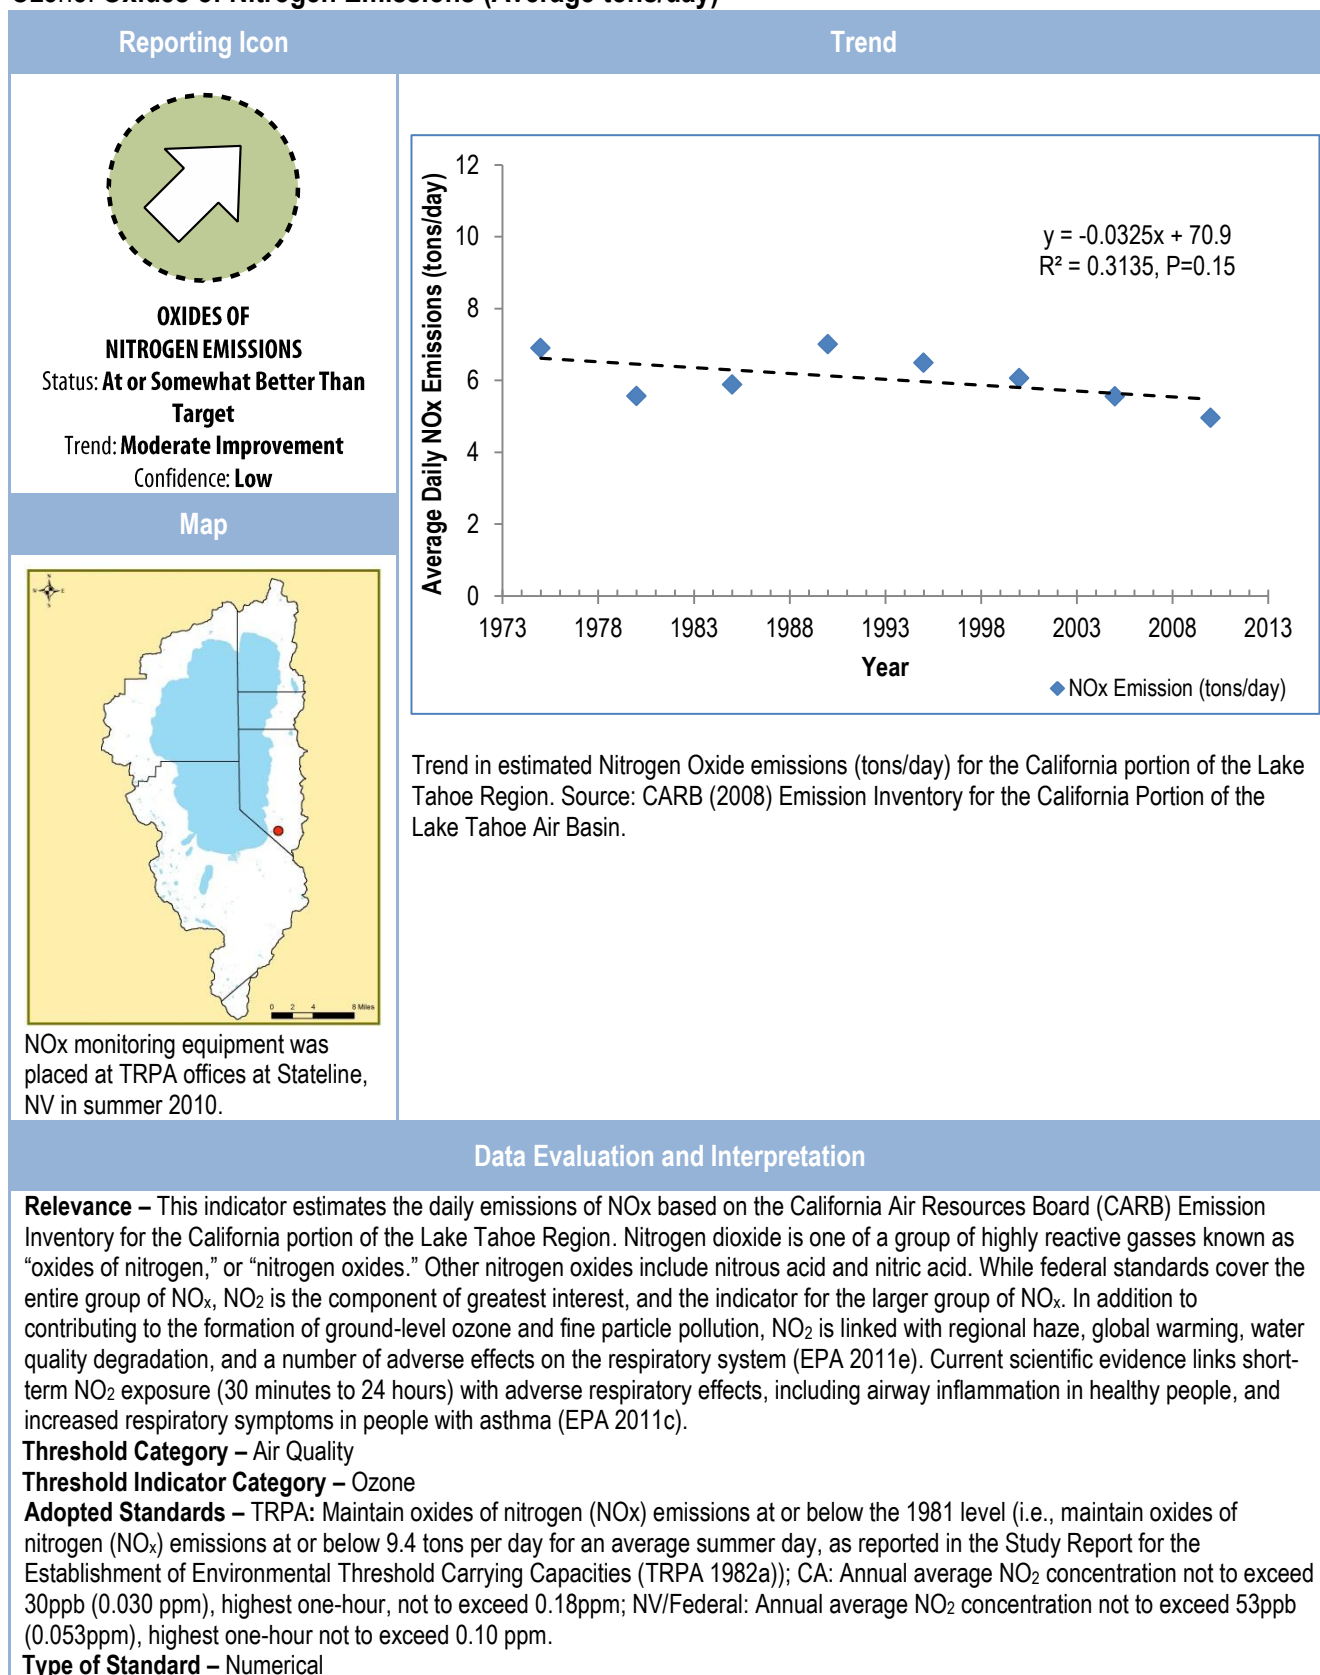 Ozone: Oxides of Nitrogen Emissions (Average tons/day)
Reporting Icon
Trend
OXIDES OF
NITROGEN EMISSIONS
Status: At or Somewhat Better Than
Target
Trend: Moderate Improvement
Confidence: Low
Average Daily NOx Emissions (tons/day)
12
10
8
6
4
2
0
y = -0.0325x + 70.9
R² = 0.3135, P=0.15
1973 1978 1983 1988 1993 1998 2003 2008 2013
Year
NOx Emission (tons/day)
Trend in estimated Nitrogen Oxide emissions (tons/day) for the California portion of the Lake
Tahoe Region. Source: CARB (2008) Emission Inventory for the California Portion of the
Lake Tahoe Air Basin.
Map
N
W E
S
0 2 4 8 Miles
NOx monitoring equipment was
placed at TRPA offices at Stateline,
NV in summer 2010.
Data Evaluation and Interpretation
Relevance – This indicator estimates the daily emissions of NOx based on the California Air Resources Board (CARB) Emission
Inventory for the California portion of the Lake Tahoe Region. Nitrogen dioxide is one of a group of highly reactive gasses known as
“oxides of nitrogen,” or “nitrogen oxides.” Other nitrogen oxides include nitrous acid and nitric acid. While federal standards cover the
entire group of NOₓ, NO₂ is the component of greatest interest, and the indicator for the larger group of NOₓ. In addition to
contributing to the formation of ground-level ozone and fine particle pollution, NO₂ is linked with regional haze, global warming, water
quality degradation, and a number of adverse effects on the respiratory system (EPA 2011e). Current scientific evidence links short-
term NO₂ exposure (30 minutes to 24 hours) with adverse respiratory effects, including airway inflammation in healthy people, and
increased respiratory symptoms in people with asthma (EPA 2011c).
Threshold Category – Air Quality
Threshold Indicator Category – Ozone
Adopted Standards – TRPA: Maintain oxides of nitrogen (NOx) emissions at or below the 1981 level (i.e., maintain oxides of
nitrogen (NOₓ) emissions at or below 9.4 tons per day for an average summer day, as reported in the Study Report for the
Establishment of Environmental Threshold Carrying Capacities (TRPA 1982a)); CA: Annual average NO₂ concentration not to exceed
30ppb (0.030 ppm), highest one-hour, not to exceed 0.18ppm; NV/Federal: Annual average NO₂ concentration not to exceed 53ppb
(0.053ppm), highest one-hour not to exceed 0.10 ppm.
Type of Standard – Numerical